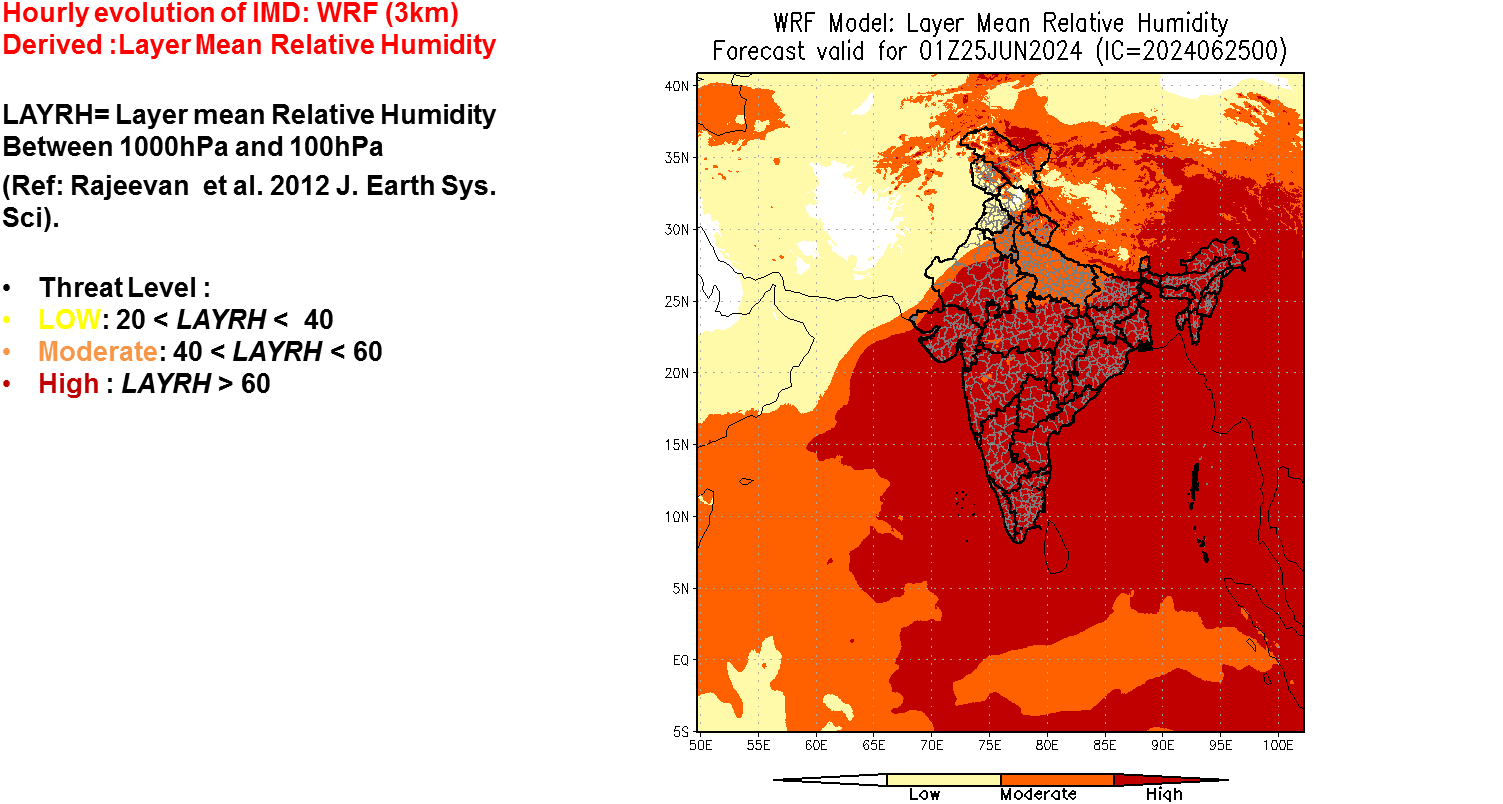 Hourly evolution of IMD: WRF (3km)
Derived :Layer Mean Relative Humidity
LAYRH= Layer mean Relative Humidity
Between 1000hPa and 100hPa
(Ref: Rajeevan et al. 2012 J. Earth Sys.
Sci).
• Threat Level :
• LOW: 20 < LAYRH < 40
• Moderate: 40 < LAYRH < 60
• High : LAYRH > 60
WRF Model: Layer Mean Relative Humidity
Forecast valid for 01Z25JUN2024 (IC=2024062500)
40N
35N
30N
25N
20N
15N
10N
5N
EQ
5S
50E 55E 60E 65E 70E 75E 80E 85E 90E 95E 100E
Low Moderate High